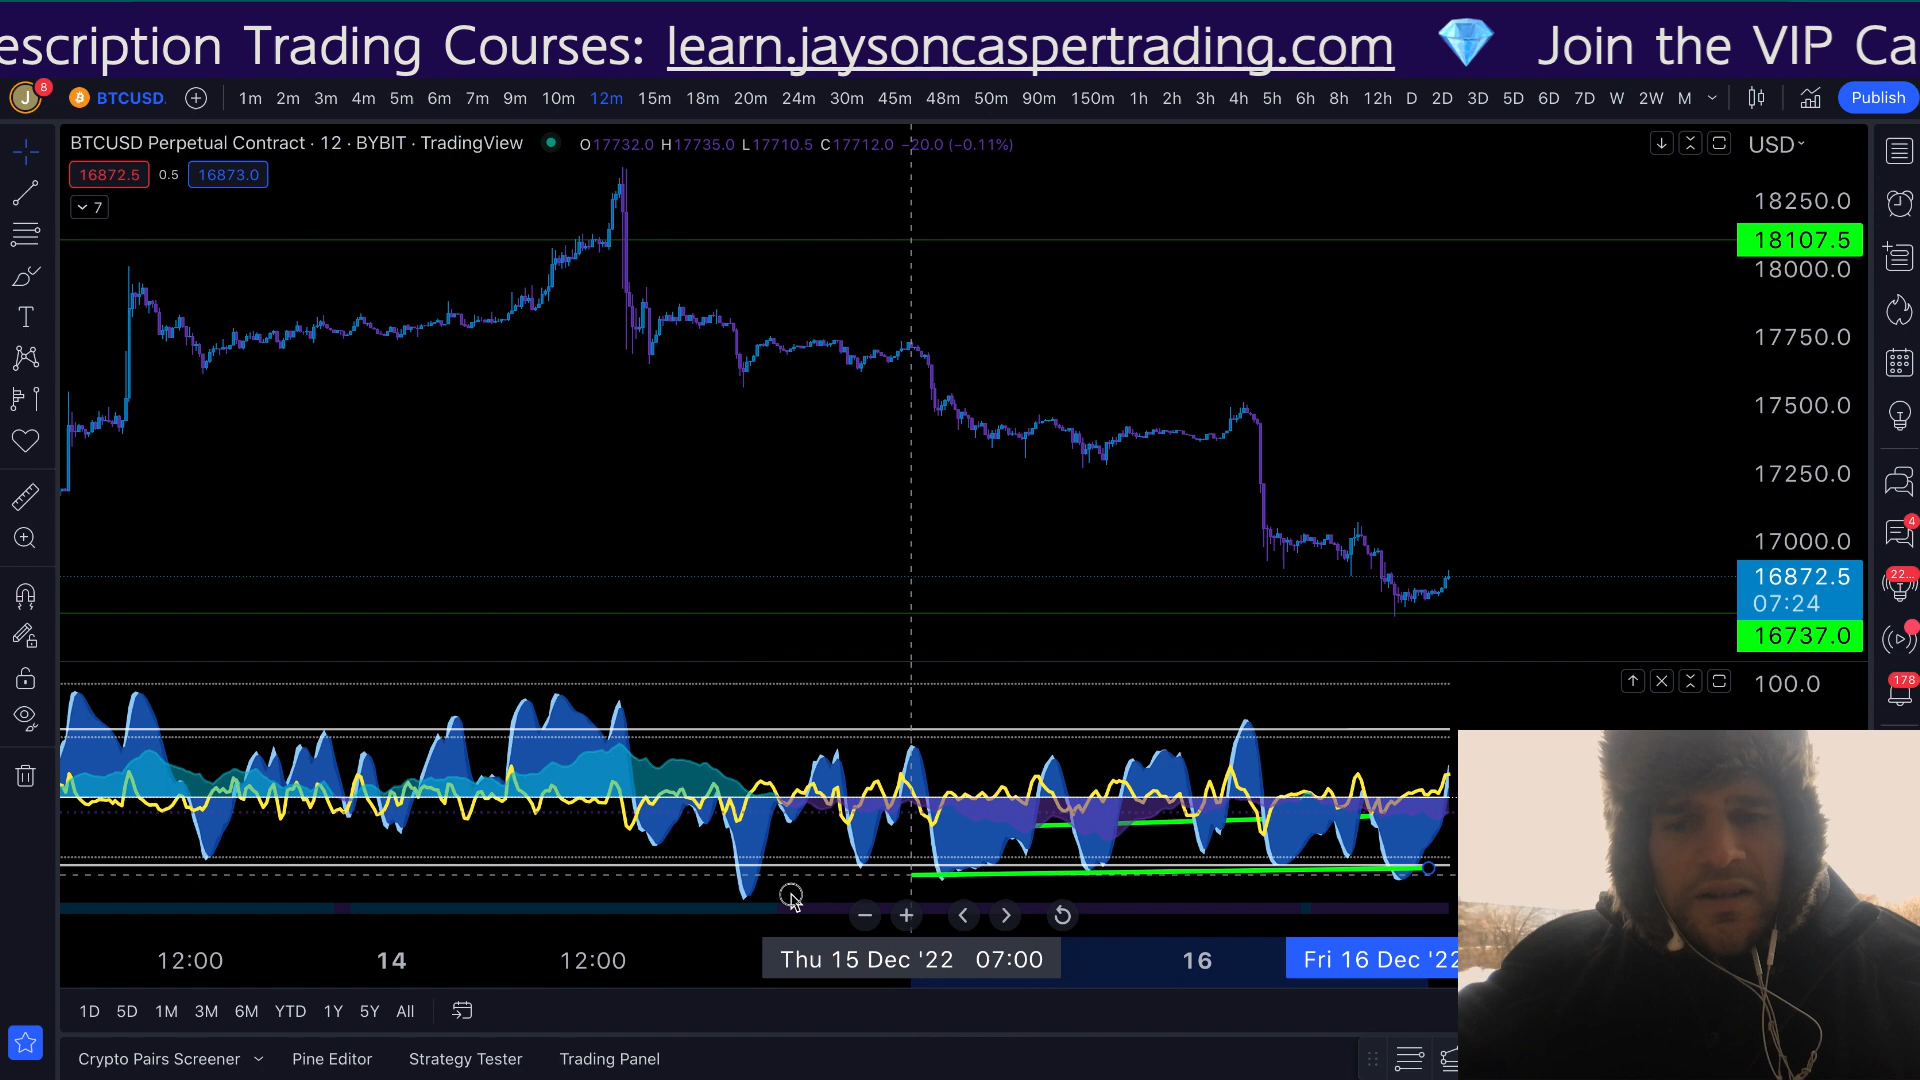 escription Trading Courses: learn.jaysoncaspertrading.com 💎 Join the VIP Ca
J 8 BTCUSD 1m 2m 3m 4m 5m 6m 7m 9m 10m 12m 15m 18m 20m 24m 30m 45m 48m 50m 90m 150m 1h 2h 3h 4h 5h 6h 8h 12h D 2D 3D 5D 6D 7D W 2W M Publish
BTCUSD Perpetual Contract · 12 · BYBIT · TradingView O17732.0 H17735.0 L17710.5 C17712.0 −20.0 (−0.11%) USD
16872.5 0.5 16873.0
7
18250.0
18107.5
18000.0
17750.0
17500.0
17250.0
17000.0
16872.5
07:24
16737.0
100.0
4
22...
178
12:00 14 12:00 Thu 15 Dec '22 07:00 16 Fri 16 Dec '22
1D 5D 1M 3M 6M YTD 1Y 5Y All
Crypto Pairs Screener Pine Editor Strategy Tester Trading Panel